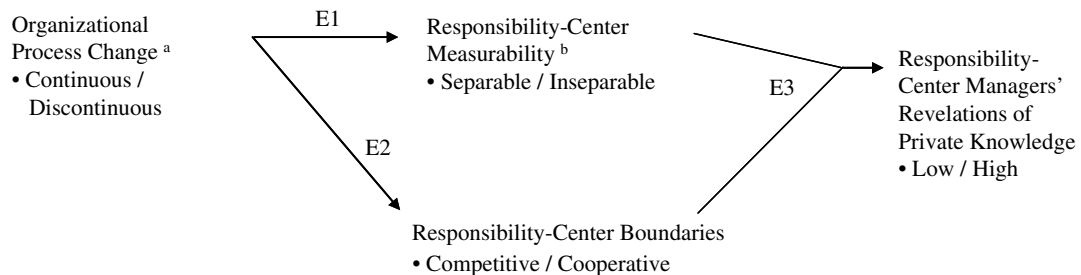 Organizational
Process Change ᵃ
• Continuous /
Discontinuous
E1
Responsibility-Center
Measurability ᵇ
• Separable / Inseparable
E2
Responsibility-Center Boundaries
• Competitive / Cooperative
E3
Responsibility-
Center Managers’
Revelations of
Private Knowledge
• Low / High